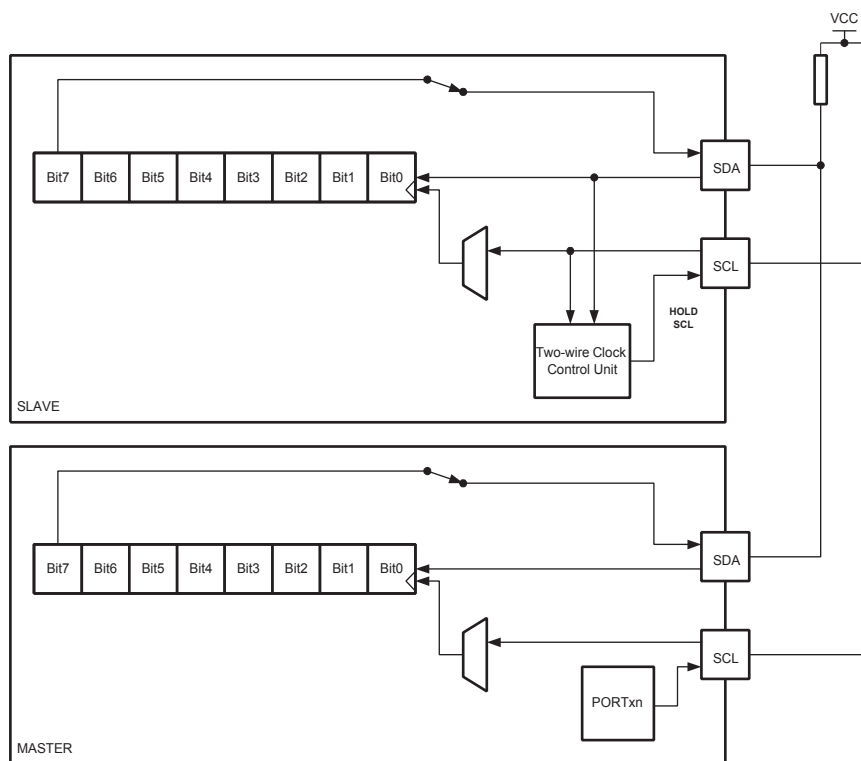 VCC
Bit7 Bit6 Bit5 Bit4 Bit3 Bit2 Bit1 Bit0
SDA
SCL
HOLD
SCL
Two-wire Clock
Control Unit
SLAVE
Bit7 Bit6 Bit5 Bit4 Bit3 Bit2 Bit1 Bit0
SDA
SCL
PORTxn
MASTER